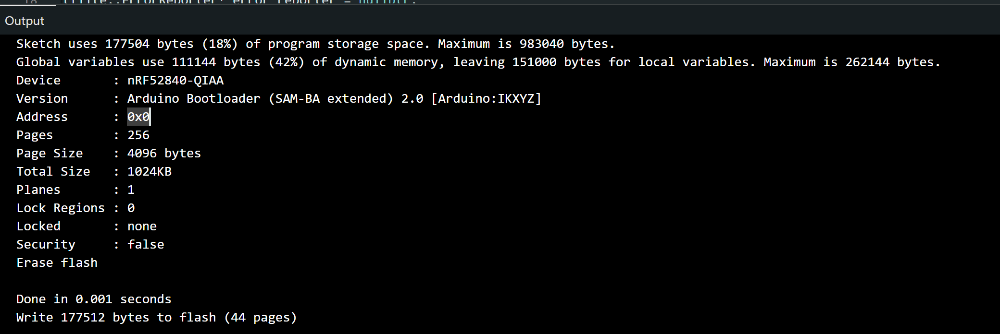 Output
Sketch uses 177504 bytes (18%) of program storage space. Maximum is 983040 bytes.
Global variables use 111144 bytes (42%) of dynamic memory, leaving 151000 bytes for local variables. Maximum is 262144 bytes.
Device : nRF52840-QIAA
Version : Arduino Bootloader (SAM-BA extended) 2.0 [Arduino:IKXYZ]
Address : 0x0
Pages : 256
Page Size : 4096 bytes
Total Size : 1024KB
Planes : 1
Lock Regions : 0
Locked : none
Security : false
Erase flash
Done in 0.001 seconds
Write 177512 bytes to flash (44 pages)